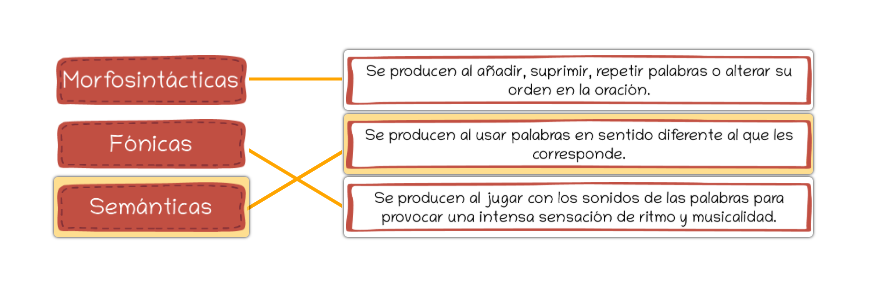 Morfosintácticas
Se producen al añadir, suprimir, repetir palabras o alterar su
orden en la oración.
Fónicas
Se producen al usar palabras en sentido diferente al que les
corresponde.
Semánticas
Se producen al jugar con los sonidos de las palabras para
provocar una intensa sensación de ritmo y musicalidad.